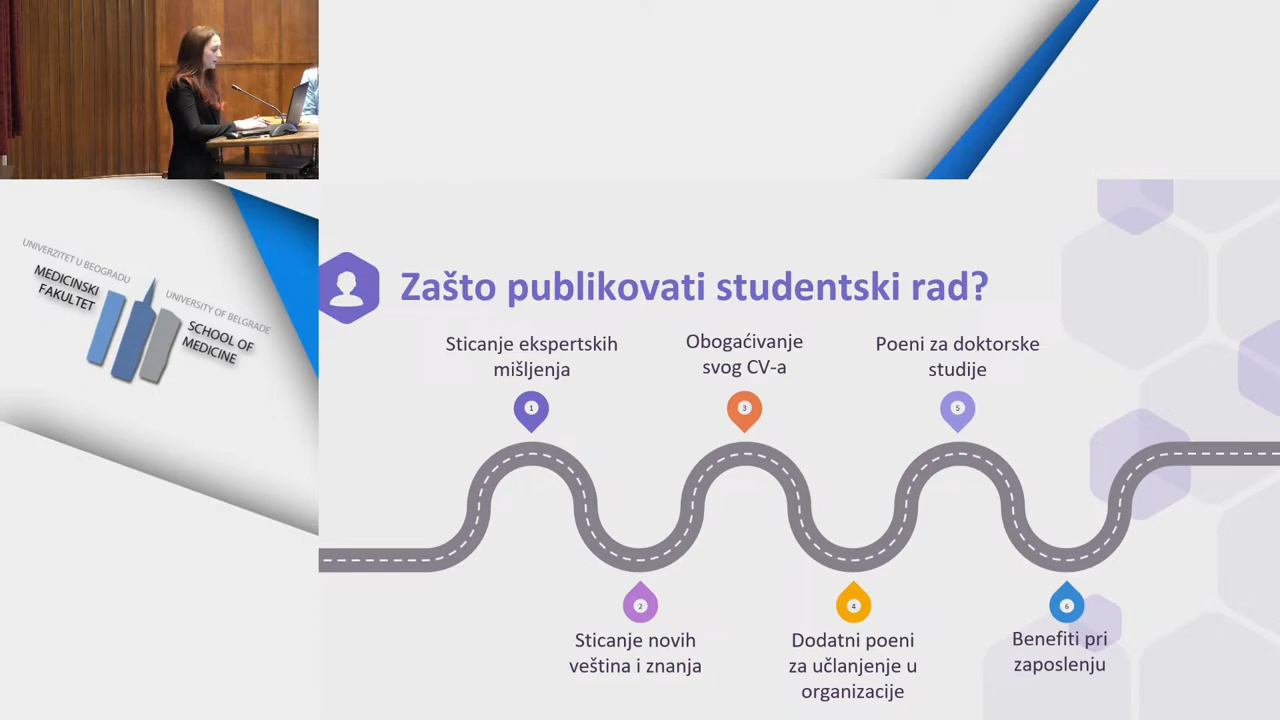 UNIVERZITET U BEOGRADU
MEDICINSKI
FAKULTET
UNIVERSITY OF BELGRADE
SCHOOL OF
MEDICINE
Zašto publikovati studentski rad?
Sticanje ekspertskih
mišljenja
1
Sticanje novih
veština i znanja
2
Obogaćivanje
svog CV-a
3
Dodatni poeni
za učlanjenje u
organizacije
4
Poeni za doktorske
studije
5
Benefiti pri
zaposlenju
6